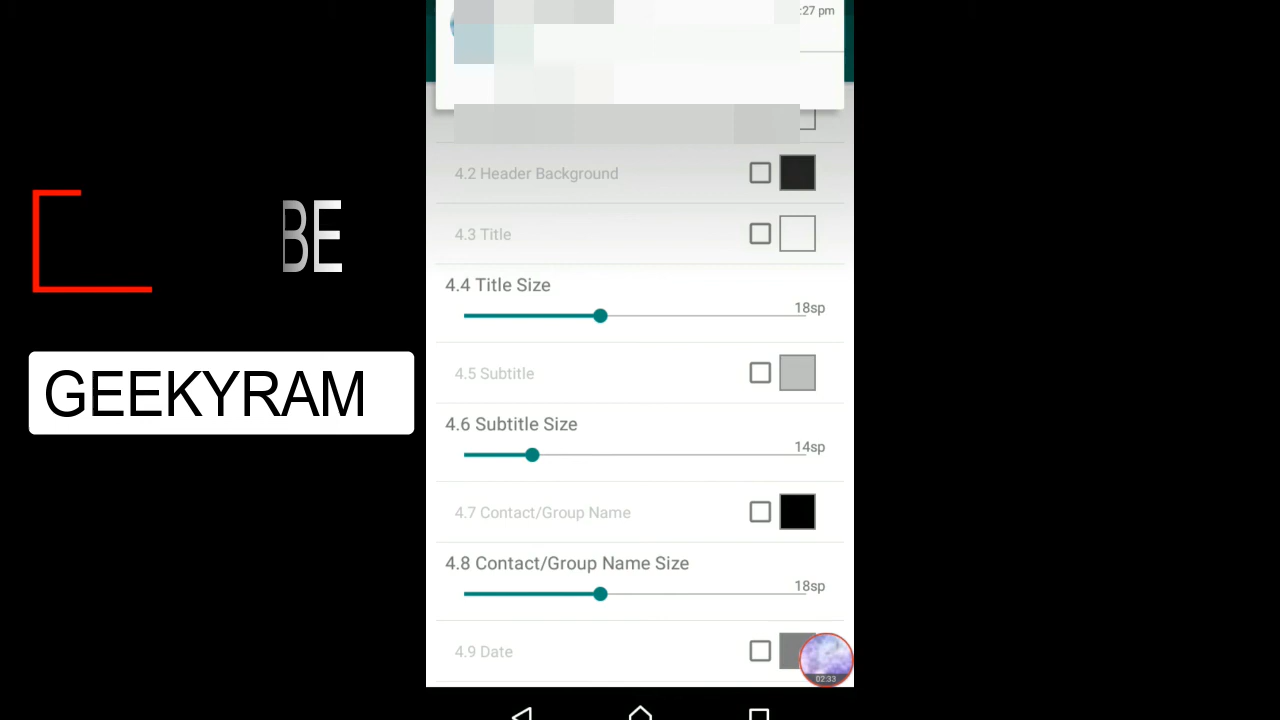 :27 pm
4.2 Header Background
4.3 Title
BE
4.4 Title Size
18sp
GEEKYRAM
4.5 Subtitle
4.6 Subtitle Size
14sp
4.7 Contact/Group Name
4.8 Contact/Group Name Size
18sp
4.9 Date
02:33